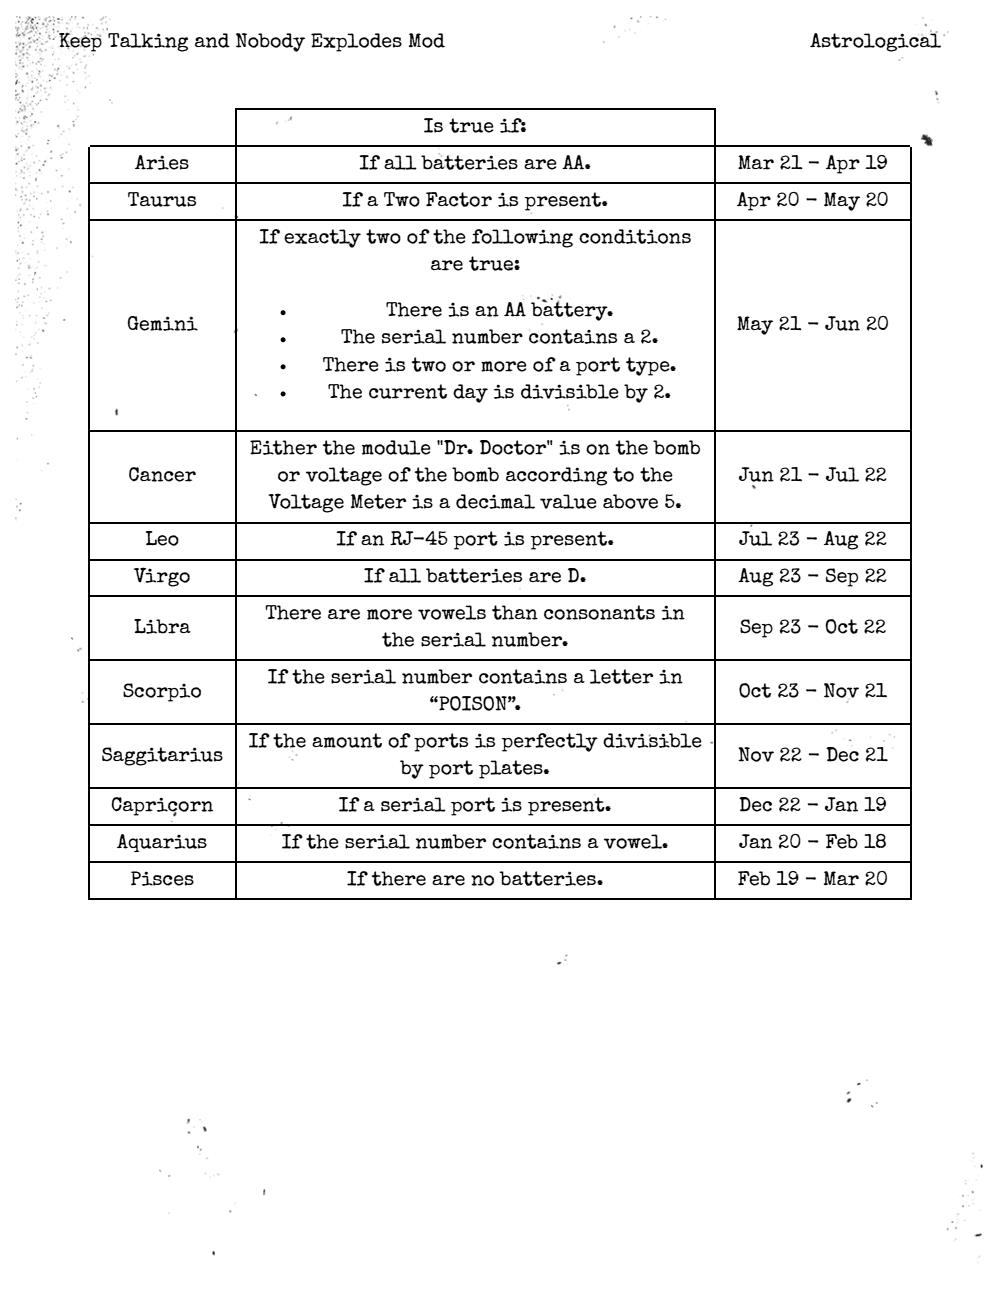 Keep Talking and Nobody Explodes Mod
Astrological
Is true if:
Aries
If all batteries are AA.
Mar 21 – Apr 19
Taurus
If a Two Factor is present.
Apr 20 – May 20
Gemini
If exactly two of the following conditions
are true:
• There is an AA battery.
• The serial number contains a 2.
• There is two or more of a port type.
• The current day is divisible by 2.
May 21 – Jun 20
Cancer
Either the module "Dr. Doctor" is on the bomb
or voltage of the bomb according to the
Voltage Meter is a decimal value above 5.
Jun 21 – Jul 22
Leo
If an RJ-45 port is present.
Jul 23 – Aug 22
Virgo
If all batteries are D.
Aug 23 – Sep 22
Libra
There are more vowels than consonants in
the serial number.
Sep 23 – Oct 22
Scorpio
If the serial number contains a letter in
“POISON”.
Oct 23 – Nov 21
Saggitarius
If the amount of ports is perfectly divisible
by port plates.
Nov 22 – Dec 21
Capricorn
If a serial port is present.
Dec 22 – Jan 19
Aquarius
If the serial number contains a vowel.
Jan 20 – Feb 18
Pisces
If there are no batteries.
Feb 19 – Mar 20